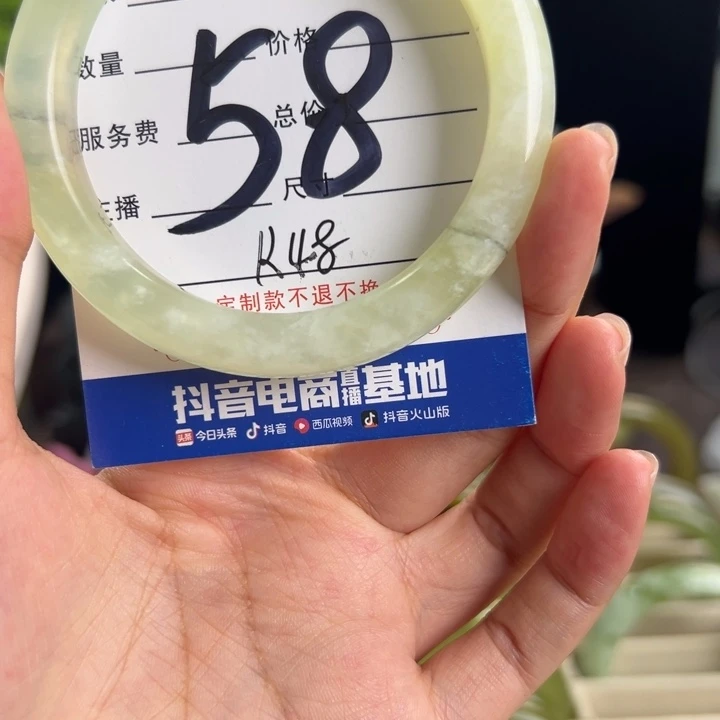 数量 价格
58
服务费 总价
主播 尺寸
K48
定制款不退不换
抖音电商直播基地
头条 今日头条 抖音 西瓜视频 抖音火山版